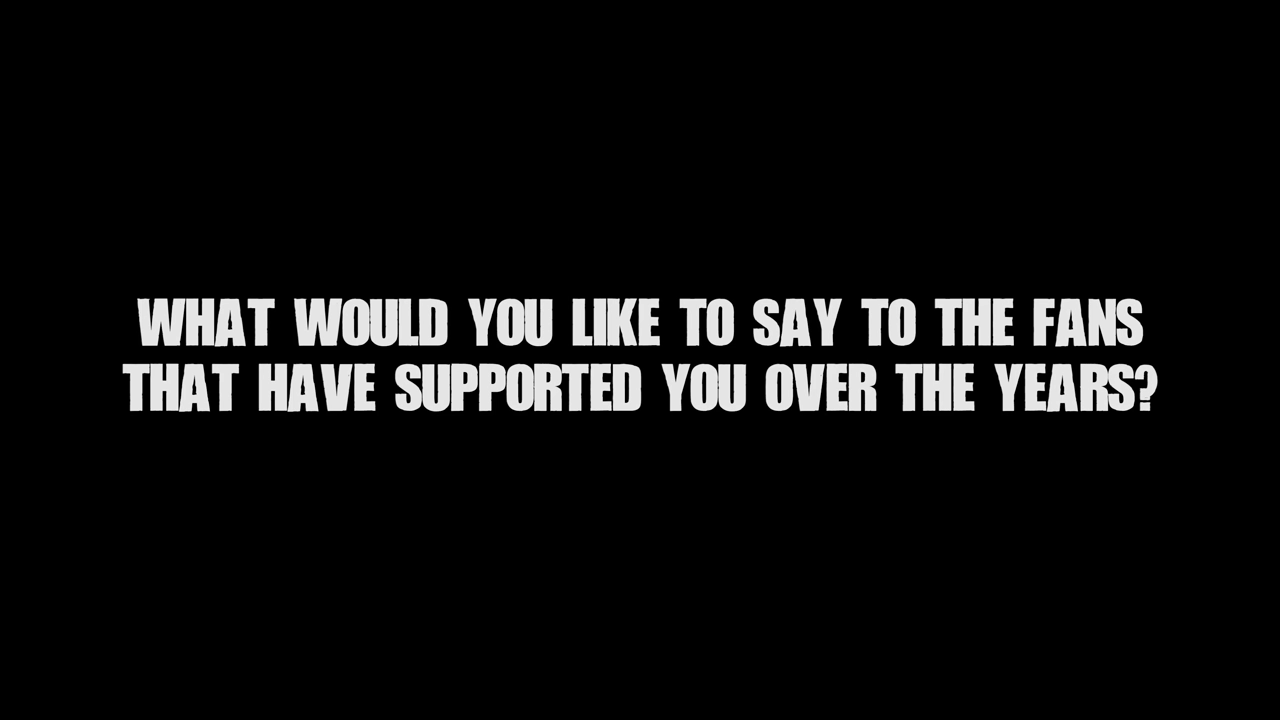 WHAT WOULD YOU LIKE TO SAY TO THE FANS
THAT HAVE SUPPORTED YOU OVER THE YEARS?